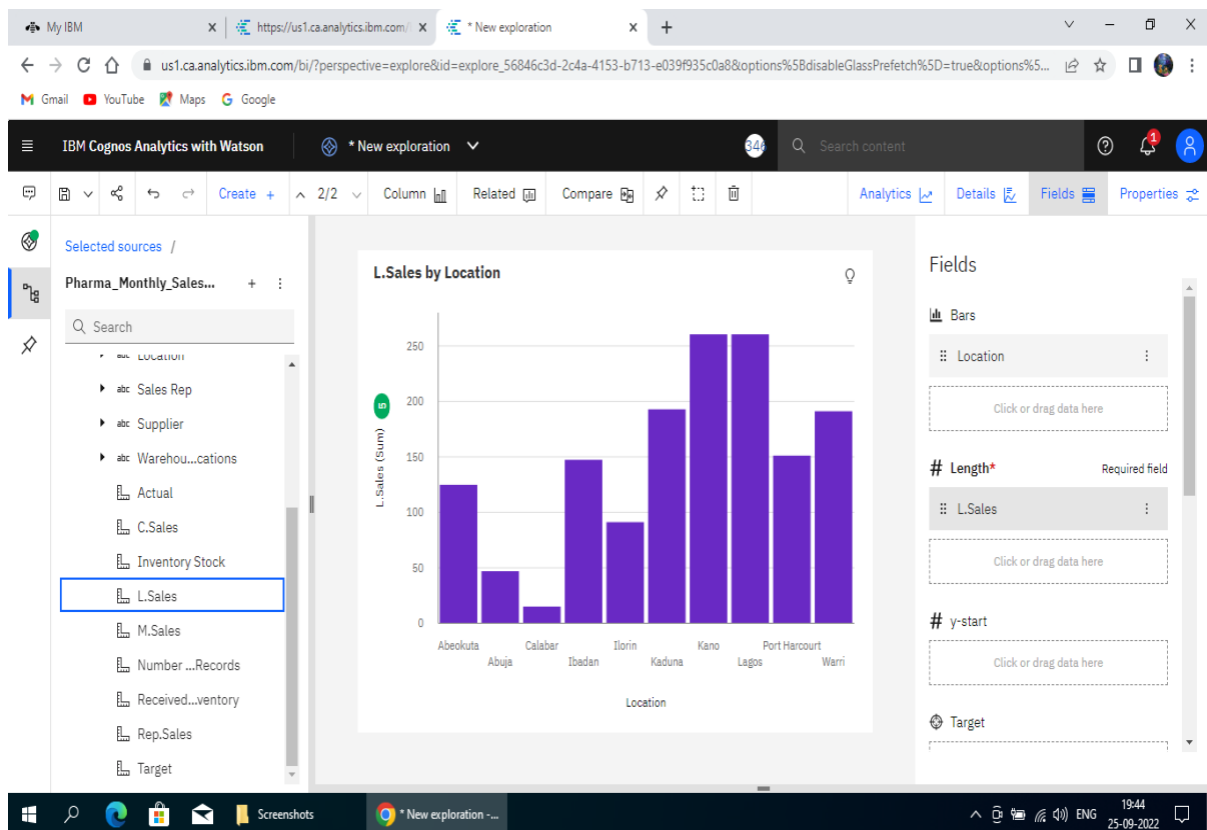 My IBM
https://us1.ca.analytics.ibm.com/
* New exploration
us1.ca.analytics.ibm.com/bi/?perspective=explore&id=explore_56846c3d-2c4a-4153-b713-e039f935c0a8&options%5BdisableGlassPrefetch%5D=true&options%5...
Gmail YouTube Maps Google
IBM Cognos Analytics with Watson * New exploration Search content 1
Create + 2/2 Column Related Compare Analytics Details Fields Properties
Selected sources /
Pharma_Monthly_Sales...
Search
abc Location
abc Sales Rep
abc Supplier
abc Warehou...cations
Actual
C.Sales
Inventory Stock
L.Sales
M.Sales
Number ...Records
Received...ventory
Rep.Sales
Target
L.Sales by Location
250
200
150
100
50
0
L.Sales (Sum)
5
Abeokuta Abuja Calabar Ibadan Ilorin Kaduna Kano Lagos Port Harcourt Warri
Location
Fields
Bars
Location
Click or drag data here
# Length* Required field
L.Sales
Click or drag data here
# y-start
Click or drag data here
Target
Screenshots * New exploration -... ENG 19:44
25-09-2022